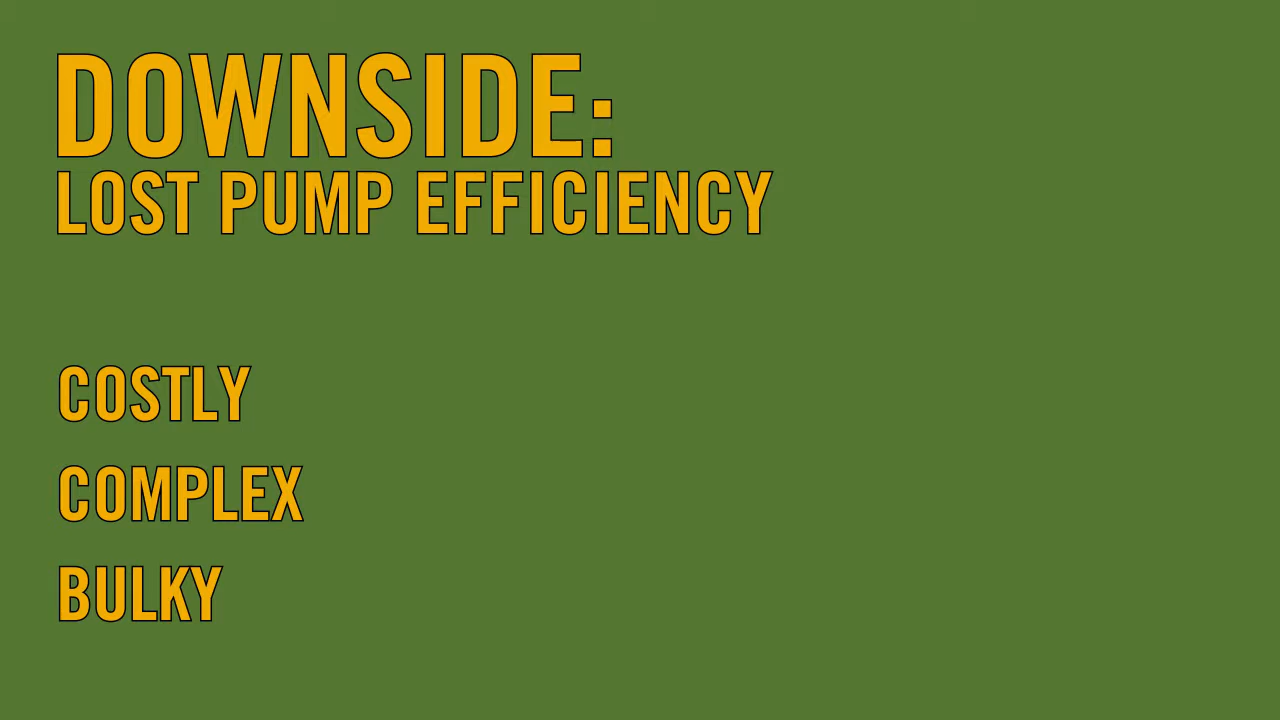 DOWNSIDE:
LOST PUMP EFFICIENCY
COSTLY
COMPLEX
BULKY